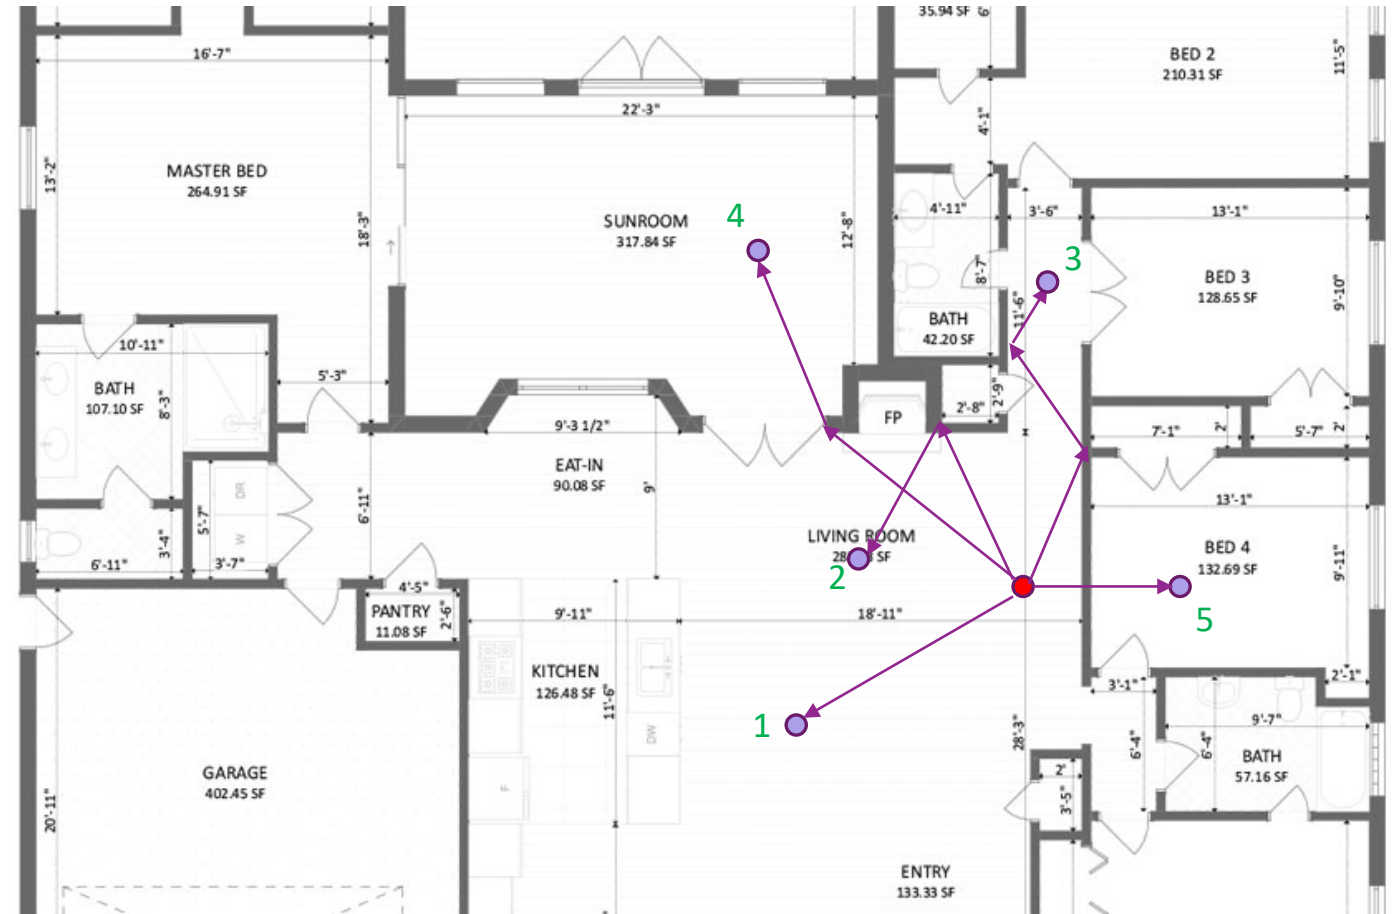 35.94 SF
6'
BED 2
210.31 SF
11'-5"
16'-7"
22'-3"
4'-1"
13'-2"
MASTER BED
264.91 SF
18'-3"
SUNROOM
317.84 SF
4
12'-8"
4'-11"
3'-6"
13'-1"
8'-7"
3
BED 3
128.65 SF
9'-10"
11'-6"
BATH
42.20 SF
10'-11"
BATH
107.10 SF
8'-3"
5'-3"
2'-9"
2'-8"
FP
9'-3 1/2"
7'-1"
2'
5'-7"
2'
EAT-IN
90.08 SF
9'
DR
W
5'-7"
6'-11"
13'-1"
LIVING ROOM
SF
2
BED 4
132.69 SF
9'-11"
3'-4"
6'-11"
3'-7"
4'-5"
PANTRY
11.08 SF
2'-6"
9'-11"
18'-11"
5
KITCHEN
126.48 SF
11'-6"
DW
1
3'-1"
2'-1"
28'-3"
6'-4"
6'-4"
9'-7"
BATH
57.16 SF
GARAGE
402.45 SF
20'-11"
F
2'
3'-5"
ENTRY
133.33 SF